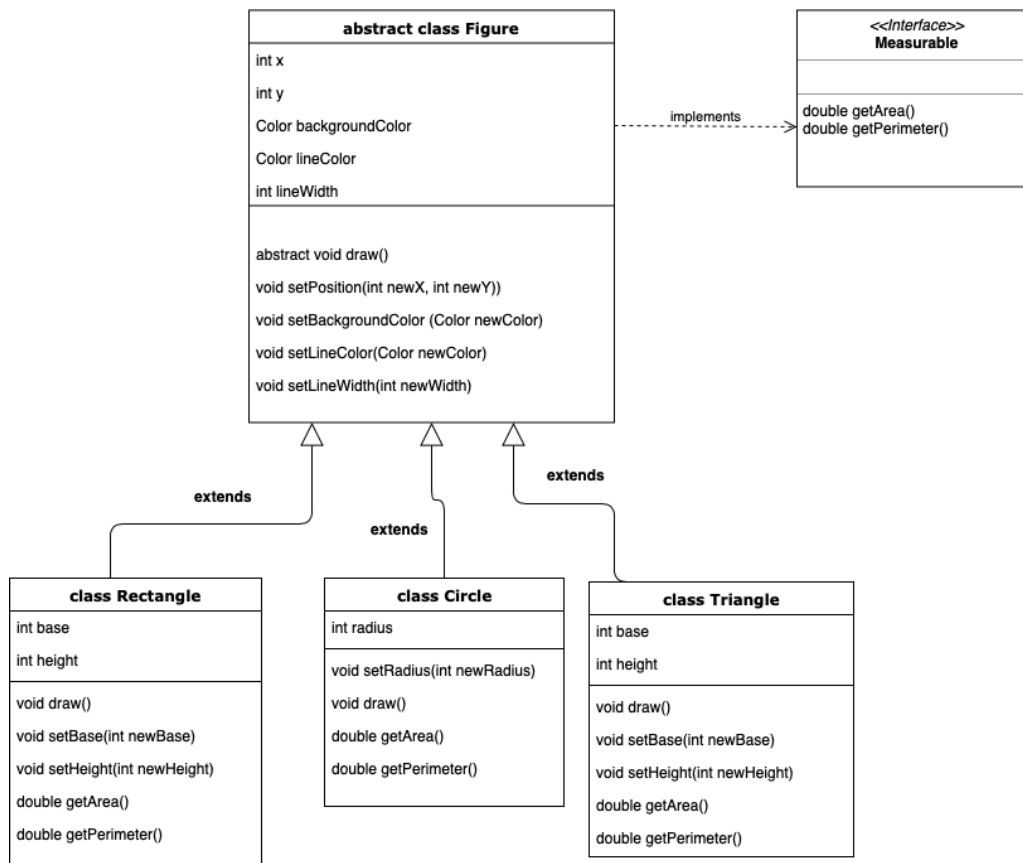 abstract class Figure
int x
int y
Color backgroundColor
Color lineColor
int lineWidth
abstract void draw()
void setPosition(int newX, int newY))
void setBackgroundColor (Color newColor)
void setLineColor(Color newColor)
void setLineWidth(int newWidth)
implements
<<Interface>>
Measurable
double getArea()
double getPerimeter()
extends
extends
extends
class Rectangle
int base
int height
void draw()
void setBase(int newBase)
void setHeight(int newHeight)
double getArea()
double getPerimeter()
class Circle
int radius
void setRadius(int newRadius)
void draw()
double getArea()
double getPerimeter()
class Triangle
int base
int height
void draw()
void setBase(int newBase)
void setHeight(int newHeight)
double getArea()
double getPerimeter()